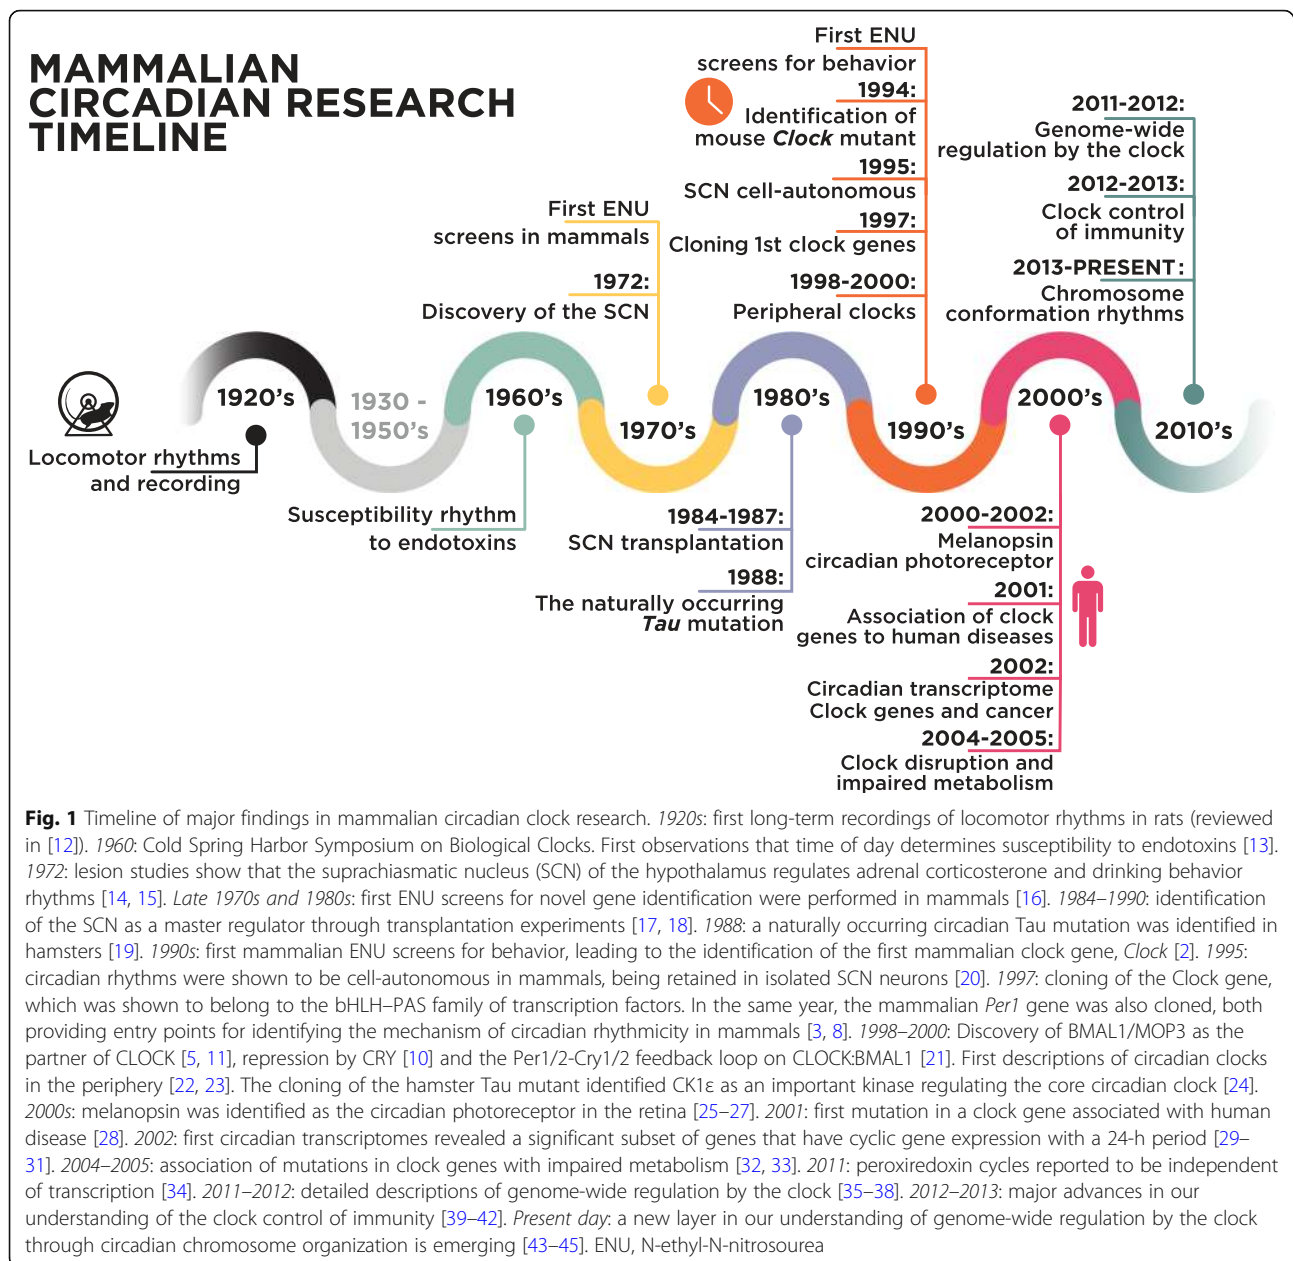 MAMMALIAN
CIRCADIAN RESEARCH
TIMELINE
1920's
Locomotor rhythms
and recording
1930 -
1950's
1960's
Susceptibility rhythm
to endotoxins
First ENU
screens in mammals
1972:
Discovery of the SCN
1970's
1980's
1984-1987:
SCN transplantation
1988:
The naturally occurring
Tau mutation
First ENU
screens for behavior
1994:
Identification of
mouse Clock mutant
1995:
SCN cell-autonomous
1997:
Cloning 1st clock genes
1998-2000:
Peripheral clocks
1990's
2000's
2000-2002:
Melanopsin
circadian photoreceptor
2001:
Association of clock
genes to human diseases
2002:
Circadian transcriptome
Clock genes and cancer
2004-2005:
Clock disruption and
impaired metabolism
2011-2012:
Genome-wide
regulation by the clock
2012-2013:
Clock control
of immunity
2013-PRESENT:
Chromosome
conformation rhythms
2010's
Fig. 1 Timeline of major findings in mammalian circadian clock research. 1920s: first long-term recordings of locomotor rhythms in rats (reviewed
in [12]). 1960: Cold Spring Harbor Symposium on Biological Clocks. First observations that time of day determines susceptibility to endotoxins [13].
1972: lesion studies show that the suprachiasmatic nucleus (SCN) of the hypothalamus regulates adrenal corticosterone and drinking behavior
rhythms [14, 15]. Late 1970s and 1980s: first ENU screens for novel gene identification were performed in mammals [16]. 1984–1990: identification
of the SCN as a master regulator through transplantation experiments [17, 18]. 1988: a naturally occurring circadian Tau mutation was identified in
hamsters [19]. 1990s: first mammalian ENU screens for behavior, leading to the identification of the first mammalian clock gene, Clock [2]. 1995:
circadian rhythms were shown to be cell-autonomous in mammals, being retained in isolated SCN neurons [20]. 1997: cloning of the Clock gene,
which was shown to belong to the bHLH–PAS family of transcription factors. In the same year, the mammalian Per1 gene was also cloned, both
providing entry points for identifying the mechanism of circadian rhythmicity in mammals [3, 8]. 1998–2000: Discovery of BMAL1/MOP3 as the
partner of CLOCK [5, 11], repression by CRY [10] and the Per1/2-Cry1/2 feedback loop on CLOCK:BMAL1 [21]. First descriptions of circadian clocks
in the periphery [22, 23]. The cloning of the hamster Tau mutant identified CK1ε as an important kinase regulating the core circadian clock [24].
2000s: melanopsin was identified as the circadian photoreceptor in the retina [25–27]. 2001: first mutation in a clock gene associated with human
disease [28]. 2002: first circadian transcriptomes revealed a significant subset of genes that have cyclic gene expression with a 24-h period [29–
31]. 2004–2005: association of mutations in clock genes with impaired metabolism [32, 33]. 2011: peroxiredoxin cycles reported to be independent
of transcription [34]. 2011–2012: detailed descriptions of genome-wide regulation by the clock [35–38]. 2012–2013: major advances in our
understanding of the clock control of immunity [39–42]. Present day: a new layer in our understanding of genome-wide regulation by the clock
through circadian chromosome organization is emerging [43–45]. ENU, N-ethyl-N-nitrosourea